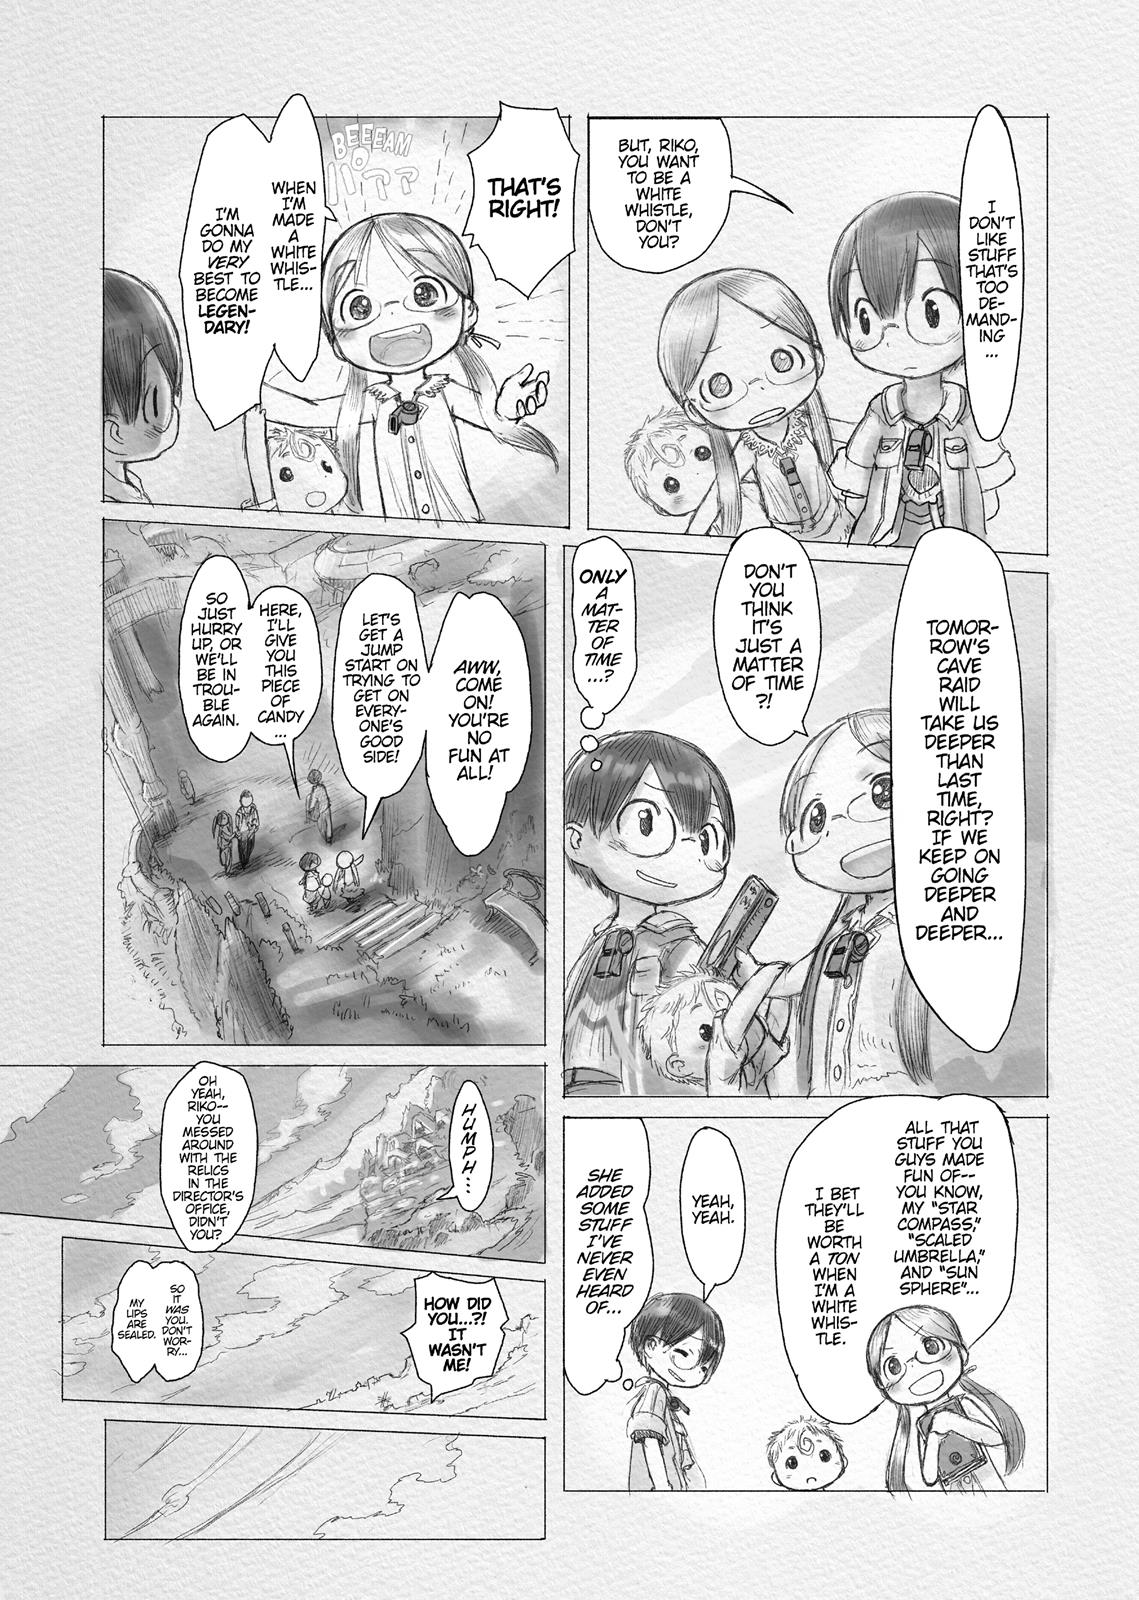 I
DON'T
LIKE
STUFF
THAT'S
TOO
DE-
MAND-
ING
...
BUT, RIKO,
YOU WANT
TO BE A
WHITE
WHISTLE,
DON'T
YOU?
THAT'S
RIGHT!
BEEEAM
パアア
WHEN
I'M
MADE
A
WHITE
WHIS-
TLE...
I'M
GONNA
DO MY
VERY
BEST TO
BECOME
LEGEN-
DARY!
TOMOR-
ROW'S
CAVE
RAID
WILL
TAKE US
DEEPER
THAN
LAST
TIME,
RIGHT?
IF WE
KEEP ON
GOING
DEEPER
AND
DEEPER...
DON'T
YOU
THINK
IT'S
JUST A
MATTER
OF TIME
?!
ONLY
A
MAT-
TER
OF
TIME
...?
AWW,
COME
ON!
YOU'RE
NO
FUN AT
ALL!
LET'S
GET A
JUMP
START ON
TRYING TO
GET ON
EVERY-
ONE'S
GOOD
SIDE!
HERE,
I'LL
GIVE
YOU THIS
PIECE
OF
CANDY
...
SO
JUST
HURRY
UP, OR
WE'LL
BE IN
TROU-
BLE
AGAIN.
ALL THAT
STUFF YOU
GUYS MADE
FUN OF--
YOU KNOW,
MY "STAR
COMPASS,"
"SCALED
UMBRELLA,"
AND "SUN
SPHERE"...
I BET
THEY'LL
BE
WORTH
A TON
WHEN
I'M A
WHITE
WHIS-
TLE.
YEAH,
YEAH.
SHE
ADDED
SOME
STUFF
I'VE
NEVER
EVEN
HEARD
OF...
HUMPH...
OH
YEAH,
RIKO--
YOU
MESSED
AROUND
WITH THE
RELICS
IN THE
DIRECTOR'S
OFFICE,
DIDN'T
YOU?
HOW DID
YOU...?!
IT
WASN'T
ME!
SO
IT WAS
YOU.
DON'T
WOR-
RY...
MY
LIPS
ARE
SEALED.